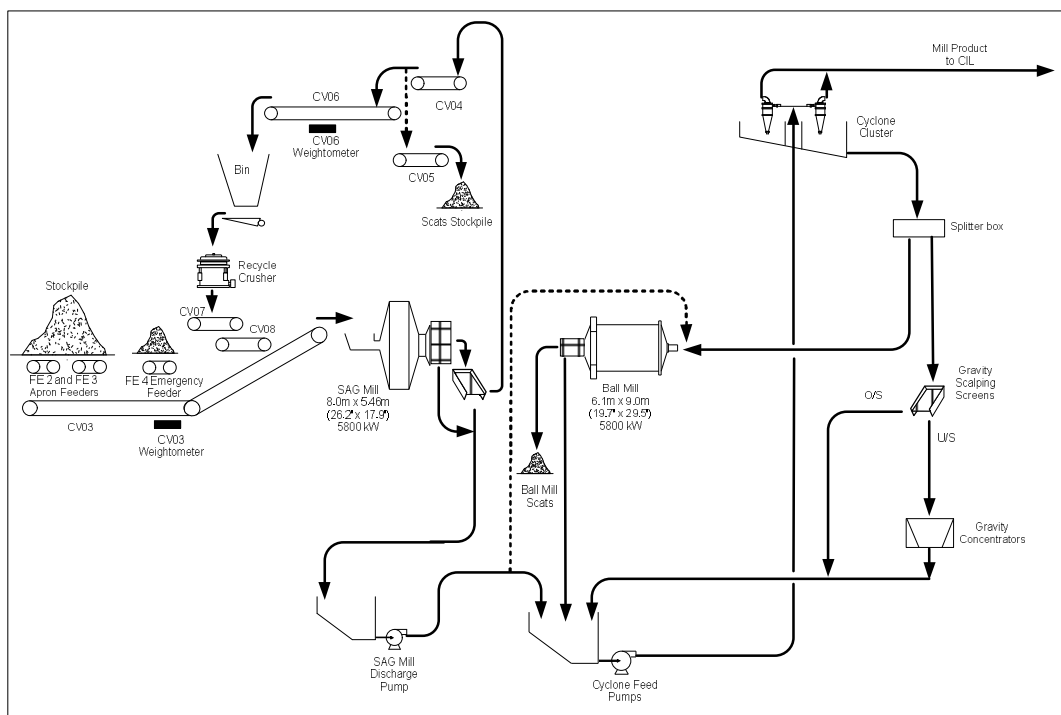 Mill Product
to CIL
CV04
CV06
CV06
Weightometer
Cyclone
Cluster
CV05
Bin
Scats Stockpile
Splitter box
Recycle
Crusher
Stockpile
CV07
CV08
FE 2 and FE 3
Apron Feeders
FE 4 Emergency
Feeder
SAG Mill
8.0m x 5.46m
(26.2' x 17.9')
5800 kW
Ball Mill
6.1m x 9.0m
(19.7' x 29.5')
5800 kW
Gravity
Scalping
Screens
O/S
U/S
CV03
CV03
Weightometer
Ball Mill
Scats
Gravity
Concentrators
SAG Mill
Discharge
Pump
Cyclone Feed
Pumps